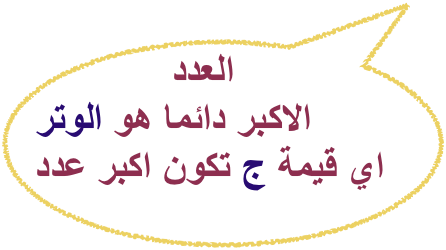 العدد
الاكبر دائما هو الوتر
اي قيمة ج تكون اكبر عدد